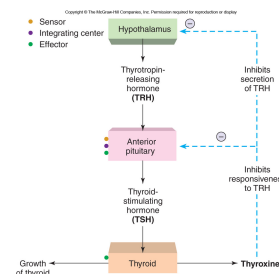 Copyright © The McGraw-Hill Companies, Inc. Permission required for reproduction or display.
Sensor
Integrating center
Effector
Hypothalamus
−
Thyrotropin-
releasing
hormone
(TRH)
Inhibits
secretion
of TRH
Anterior
pituitary
−
Inhibits
responsiveness
to TRH
Thyroid-
stimulating
hormone
(TSH)
Growth
of thyroid
Thyroid
Thyroxine